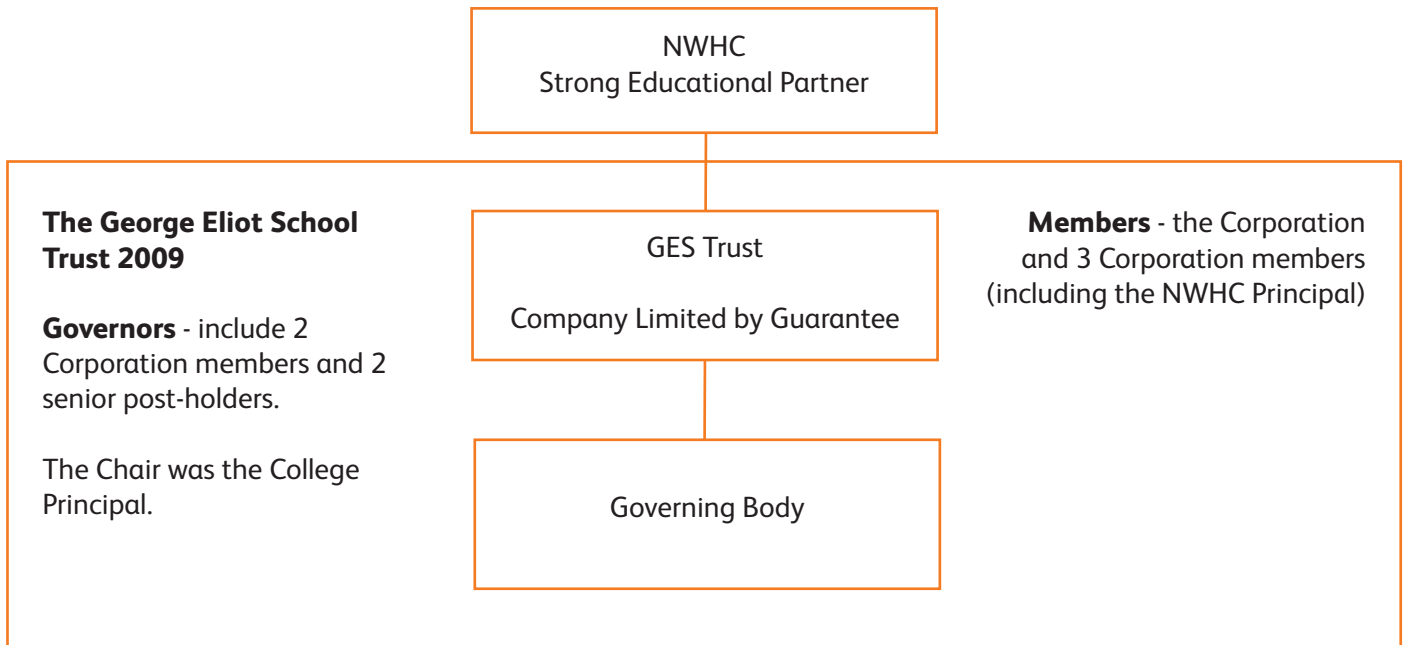 NWHC
Strong Educational Partner
The George Eliot School
Trust 2009
Governors - include 2
Corporation members and 2
senior post-holders.
The Chair was the College
Principal.
GES Trust
Company Limited by Guarantee
Governing Body
Members - the Corporation
and 3 Corporation members
(including the NWHC Principal)